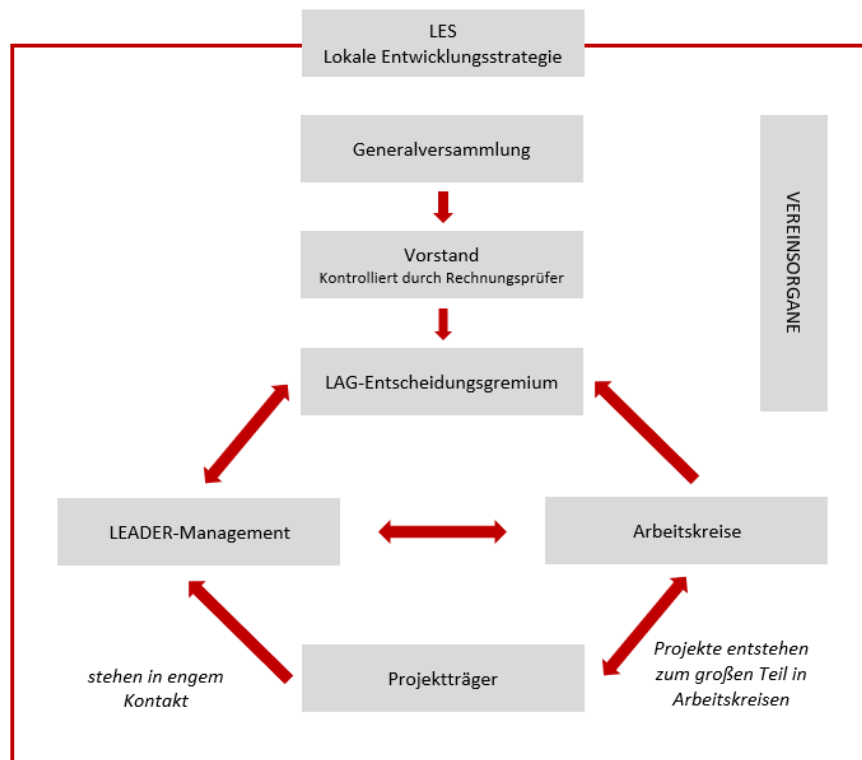 LES
Lokale Entwicklungsstrategie
Generalversammlung
VEREINSORGANE
Vorstand
Kontrolliert durch Rechnungsprüfer
LAG-Entscheidungsgremium
LEADER-Management
Arbeitskreise
stehen in engem
Kontakt
Projektträger
Projekte entstehen
zum großen Teil in
Arbeitskreisen